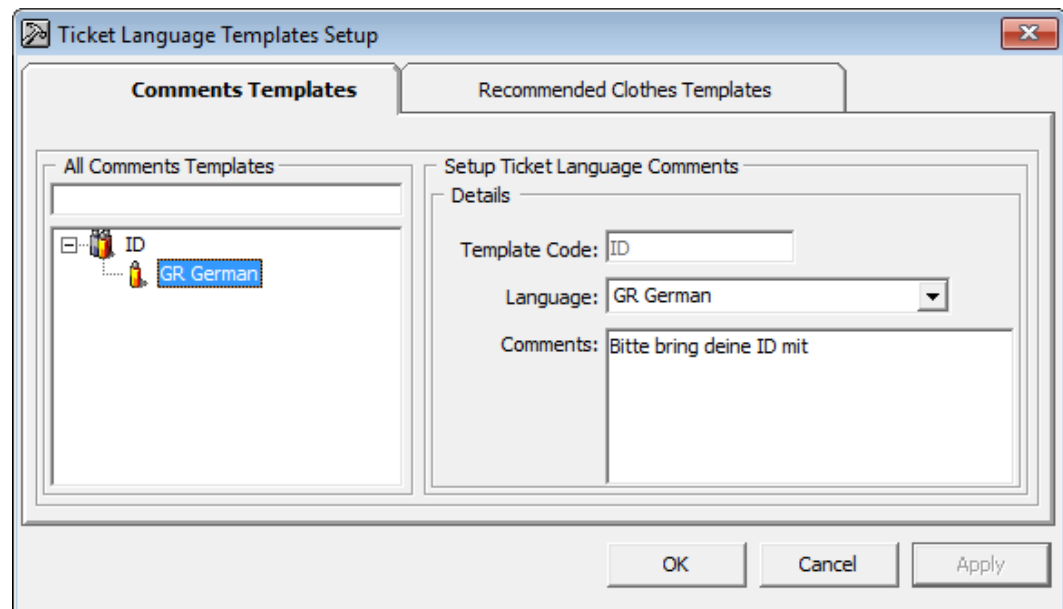 Ticket Language Templates Setup
Comments Templates
Recommended Clothes Templates
All Comments Templates
ID
GR German
Setup Ticket Language Comments
Details
Template Code: ID
Language: GR German
Comments: Bitte bring deine ID mit
OK Cancel Apply